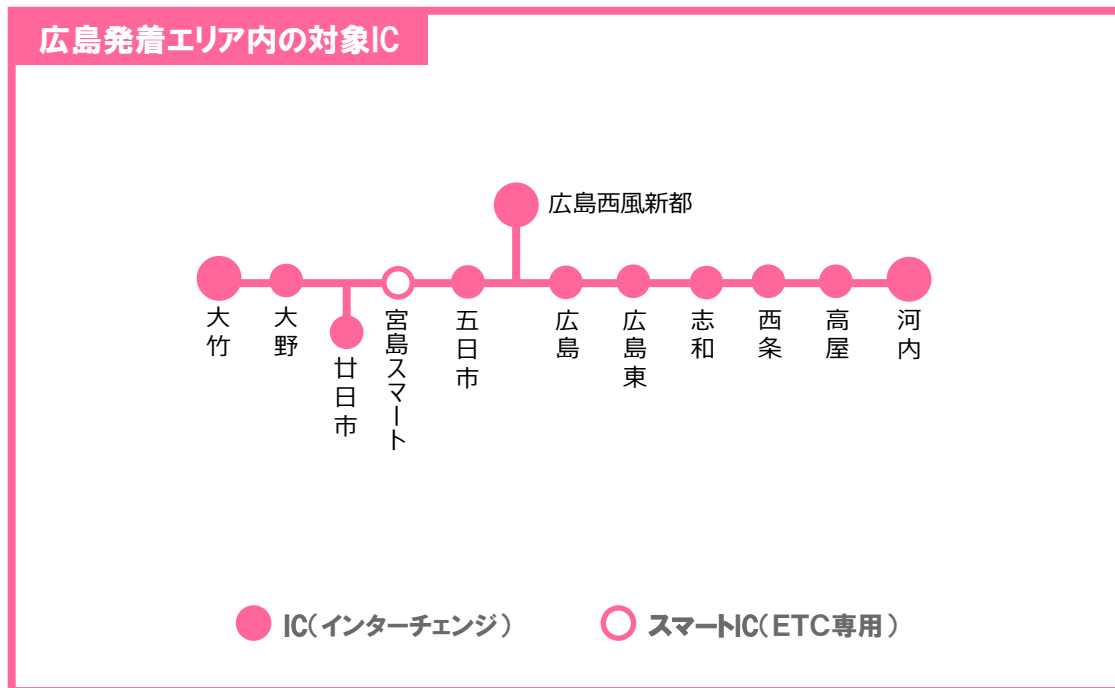 広島発着エリア内の対象IC
広島西風新都
大竹
大野
廿日市
宮島スマート
五日市
広島
広島東
志和
西条
高屋
河内
IC(インターチェンジ)
スマートIC(ETC専用)